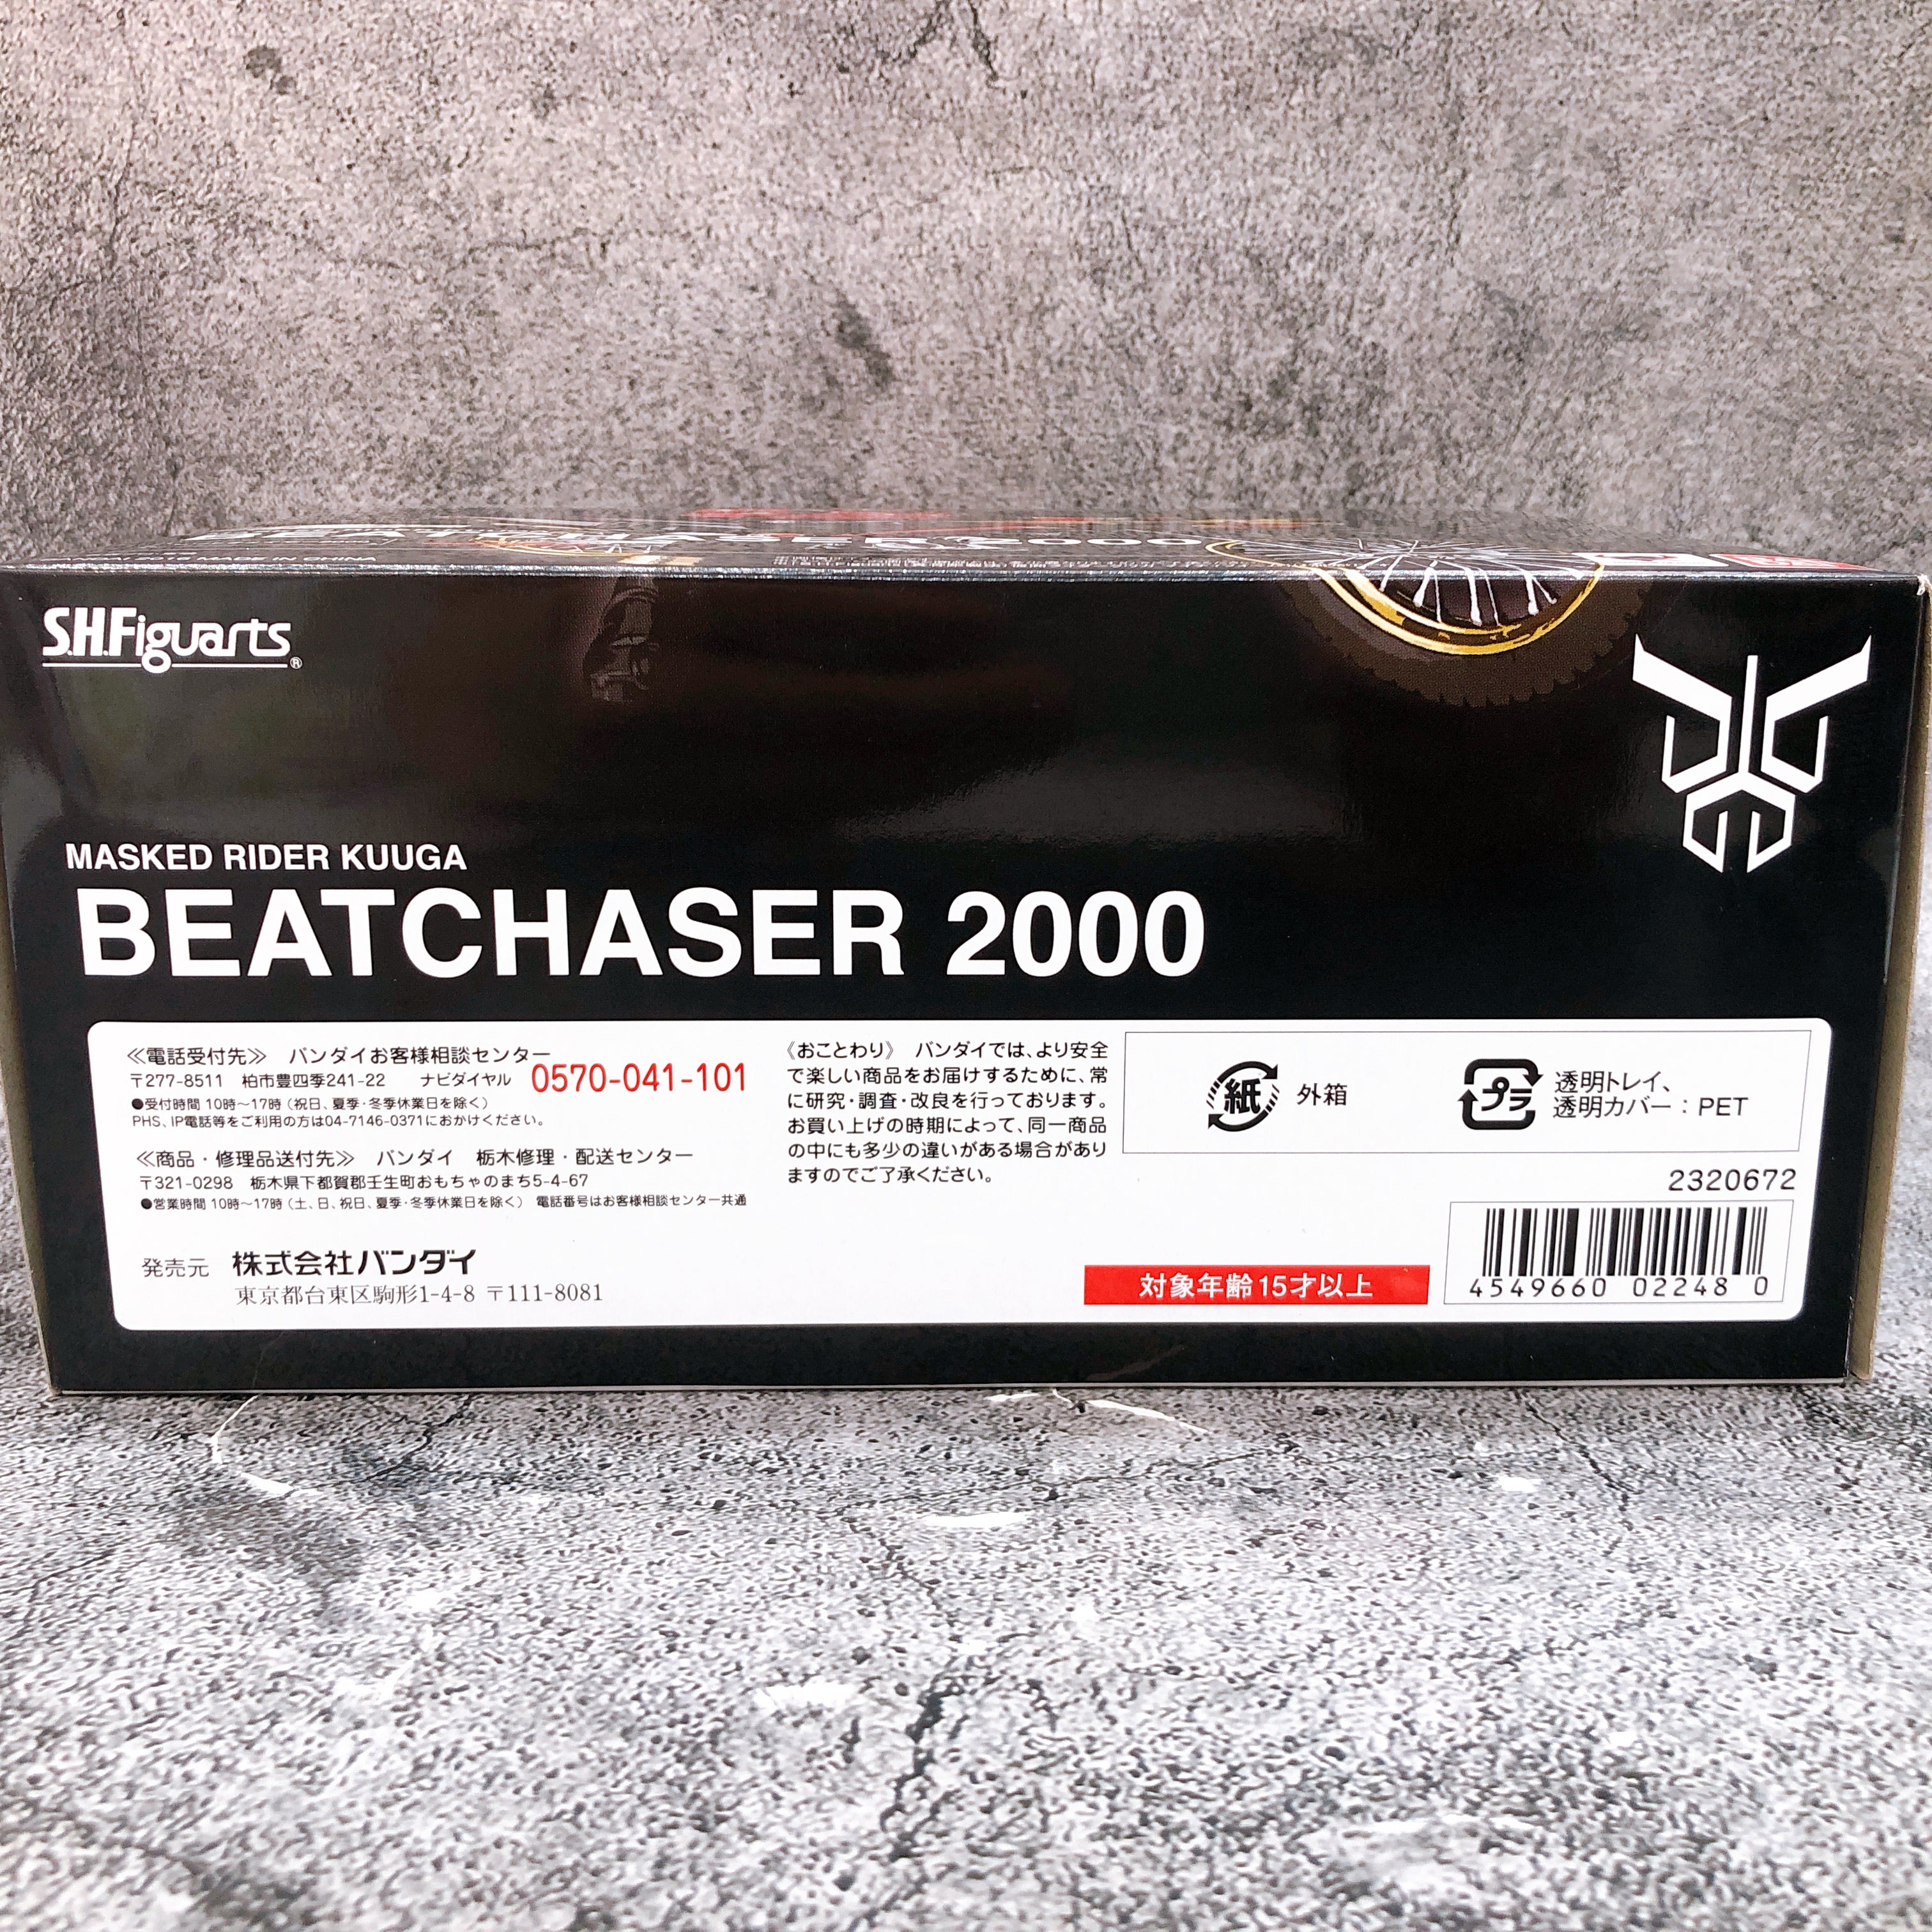 BEATCHASER 2000
MADE IN CHINA
S.H.Figuarts®
MASKED RIDER KUUGA
BEATCHASER 2000
≪電話受付先≫ バンダイお客様相談センター
〒277-8511 柏市豊四季241-22 ナビダイヤル 0570-041-101
●受付時間 10時〜17時（祝日、夏季・冬季休業日を除く）
PHS、IP電話等をご利用の方は04-7146-0371におかけください。
≪商品・修理品送付先≫ バンダイ 栃木修理・配送センター
〒321-0298 栃木県下都賀郡壬生町おもちゃのまち5-4-67
●営業時間 10時〜17時（土、日、祝日、夏季・冬季休業日を除く） 電話番号はお客様相談センター共通
発売元 株式会社バンダイ
東京都台東区駒形1-4-8 〒111-8081
《おことわり》 バンダイでは、より安全
で楽しい商品をお届けするために、常
に研究・調査・改良を行っております。
お買い上げの時期によって、同一商品
の中にも多少の違いがある場合があり
ますのでご了承ください。
紙 外箱
プラ 透明トレイ、
透明カバー：PET
2320672
対象年齢15才以上
4549660 02248 0